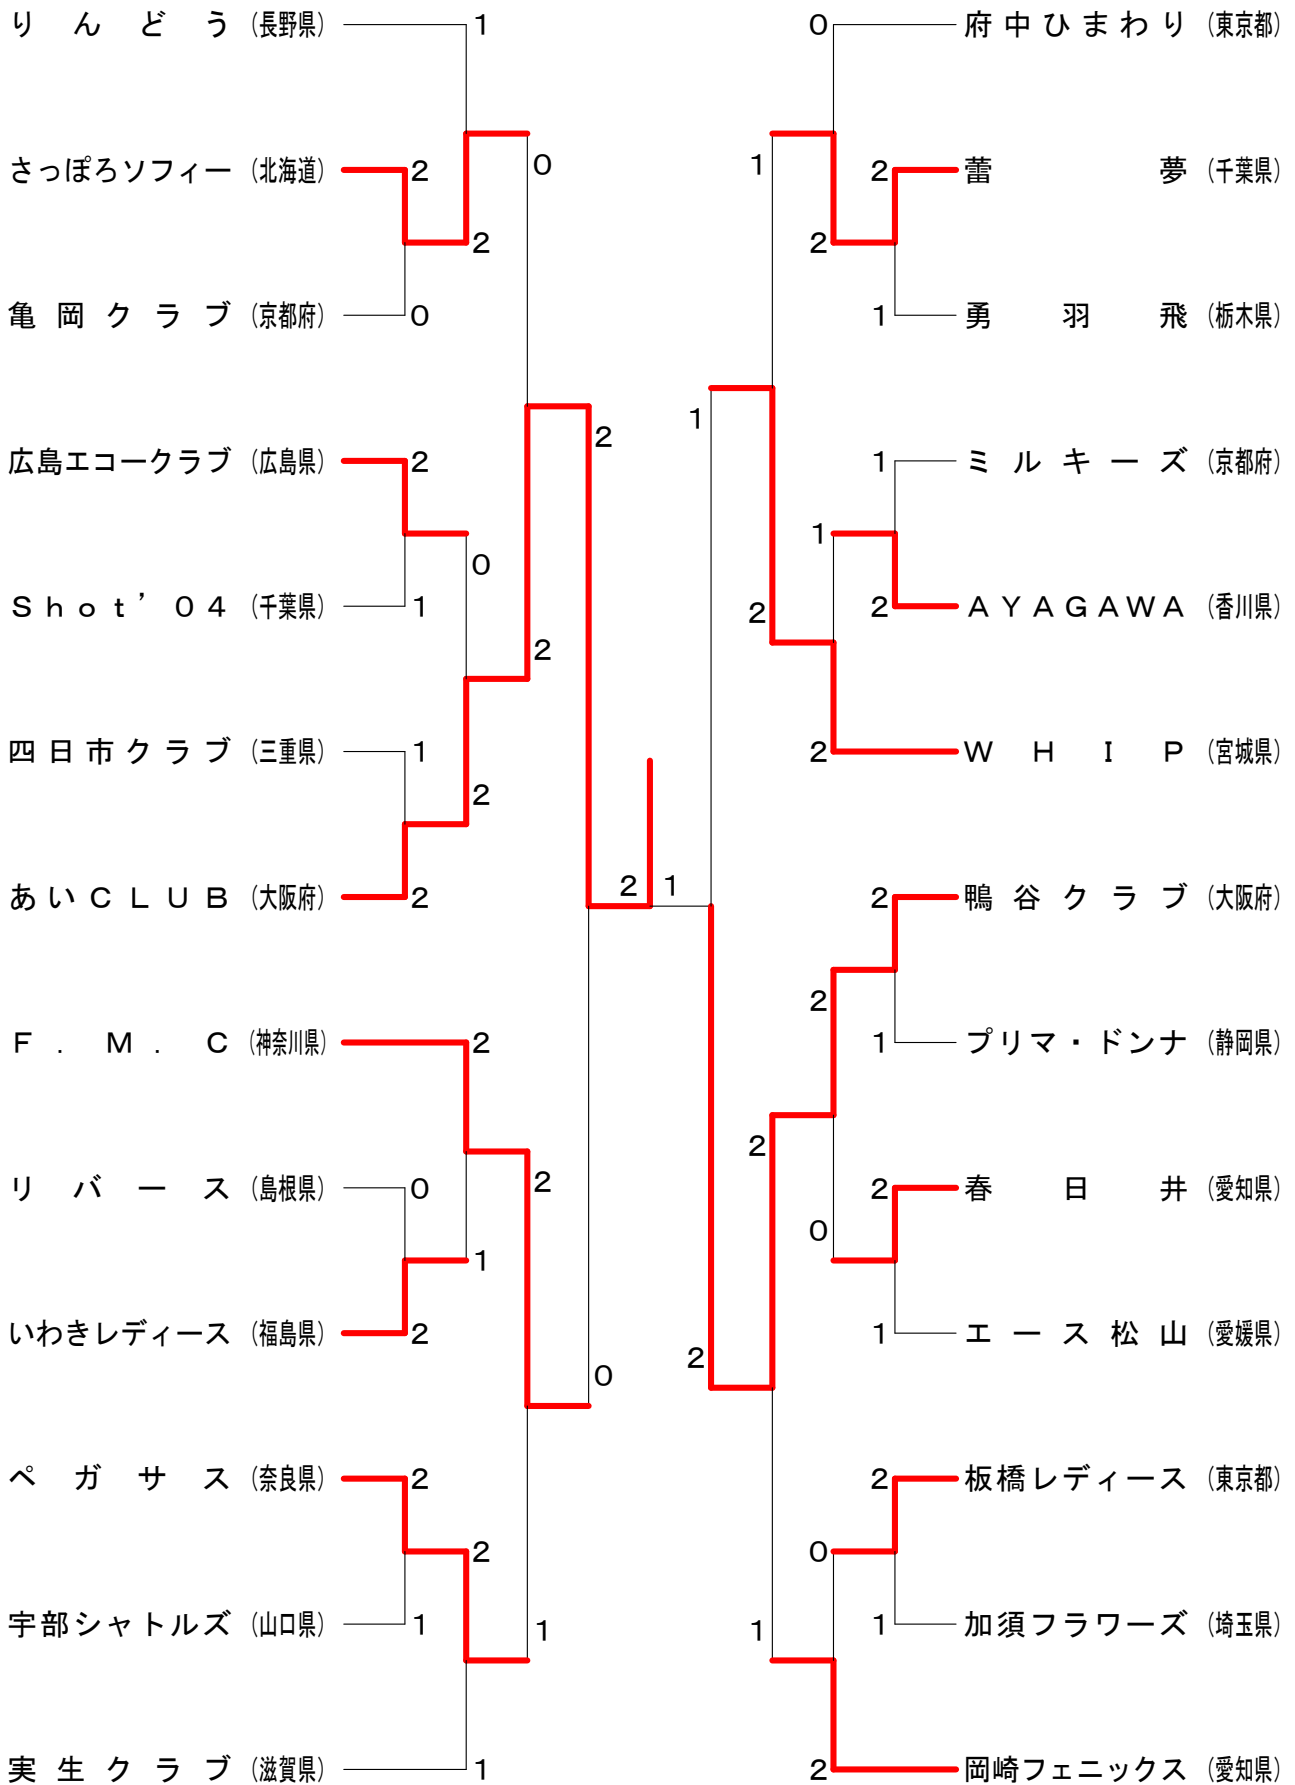 りんどう (長野県) 1
0 府中ひまわり (東京都)
さっぽろソフィー (北海道) 2
0
1
2 蕾夢 (千葉県)
2
2
亀岡クラブ (京都府) 0
1 勇羽飛 (栃木県)
広島エコークラブ (広島県) 2
2
1
1 ミルキーズ (京都府)
0
1
Shot’04 (千葉県) 1
2
2
2 AYAGAWA (香川県)
四日市クラブ (三重県) 1
2 WHIP (宮城県)
2
あいCLUB (大阪府) 2
2 1
2 鴨谷クラブ (大阪府)
2
F.M.C (神奈川県) 2
1 プリマ・ドンナ (静岡県)
2
リバース (島根県) 0
2
2 春日井 (愛知県)
1
0
いわきレディース (福島県) 2
0
2
1 エース松山 (愛媛県)
ペガサス (奈良県) 2
2 板橋レディース (東京都)
2
0
宇部シャトルズ (山口県) 1
1
1
1 加須フラワーズ (埼玉県)
実生クラブ (滋賀県) 1
2 岡崎フェニックス (愛知県)